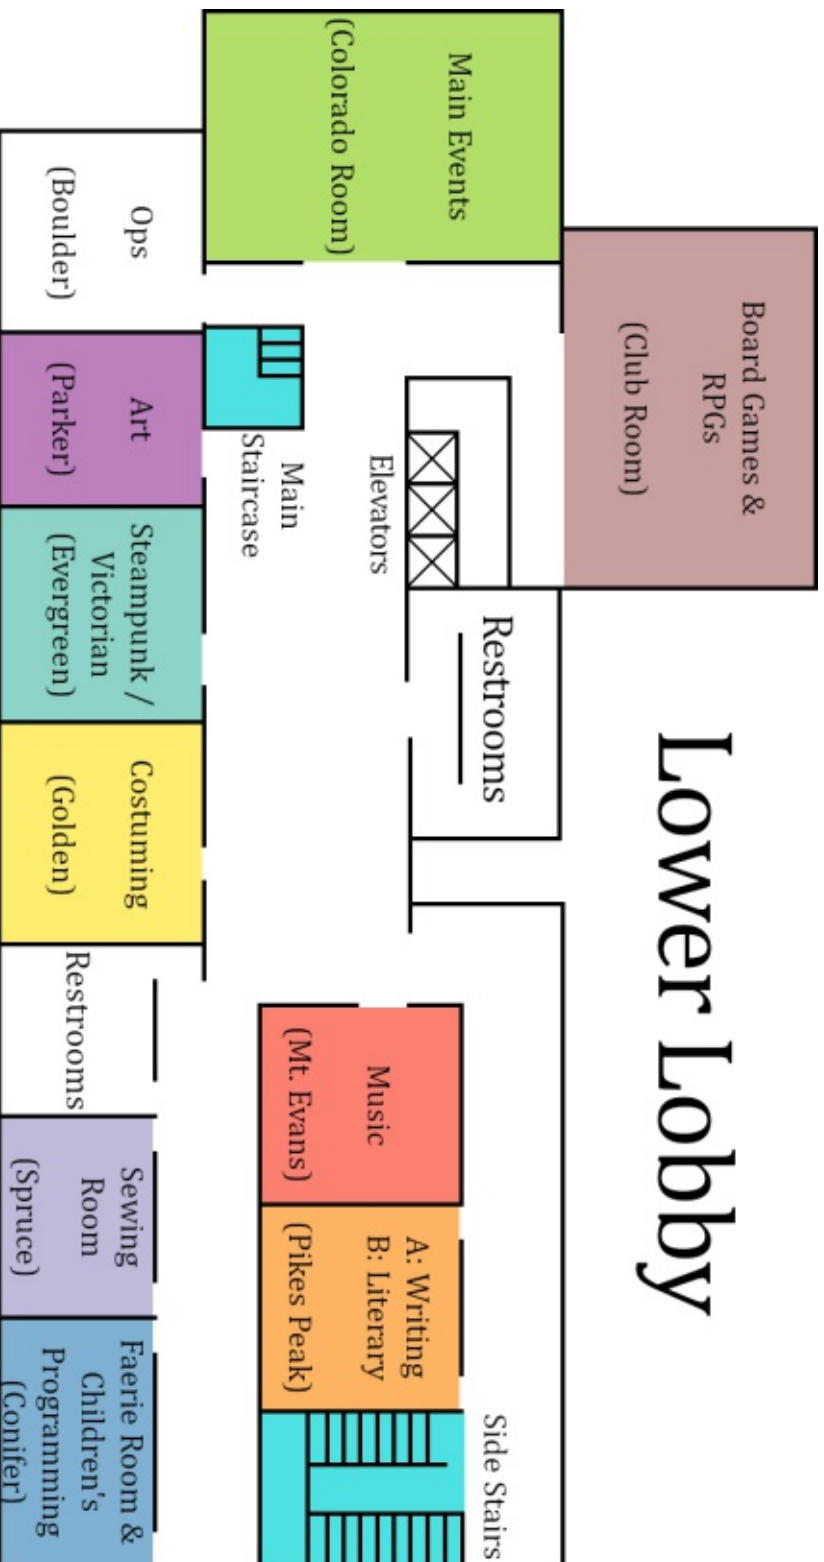 Lower Lobby
Main Events
(Colorado Room)
Board Games &
RPGs
(Club Room)
Ops
(Boulder)
Art
(Parker)
Main
Staircase
Elevators
Steampunk /
Victorian
(Evergreen)
Restrooms
Costuming
(Golden)
Restrooms
Music
(Mt. Evans)
Sewing
Room
(Spruce)
A: Writing
B: Literary
(Pikes Peak)
Faerie Room &
Children's
Programming
(Conifer)
Side Stairs